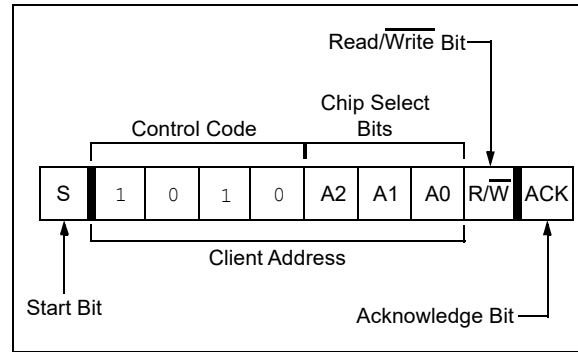 Read/Write Bit
Chip Select
Bits
Control Code
S 1 0 1 0 A2 A1 A0 R/W ACK
Client Address
Start Bit
Acknowledge Bit